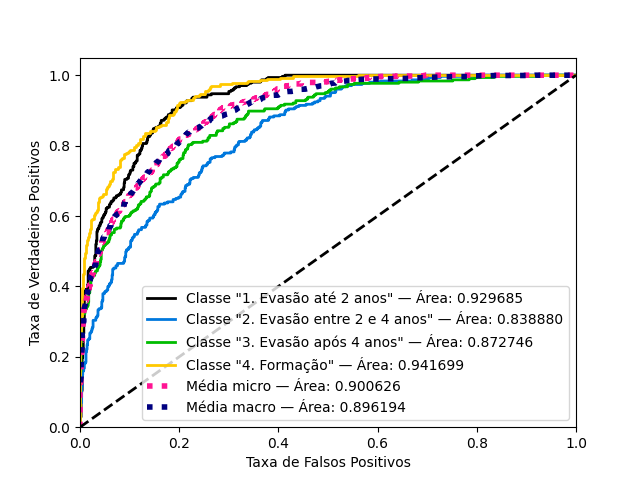 1.0
0.8
0.6
0.4
0.2
0.0
Taxa de Verdadeiros Positivos
Classe "1. Evasão até 2 anos" — Área: 0.929685
Classe "2. Evasão entre 2 e 4 anos" — Área: 0.838880
Classe "3. Evasão após 4 anos" — Área: 0.872746
Classe "4. Formação" — Área: 0.941699
Média micro — Área: 0.900626
Média macro — Área: 0.896194
0.0 0.2 0.4 0.6 0.8 1.0
Taxa de Falsos Positivos